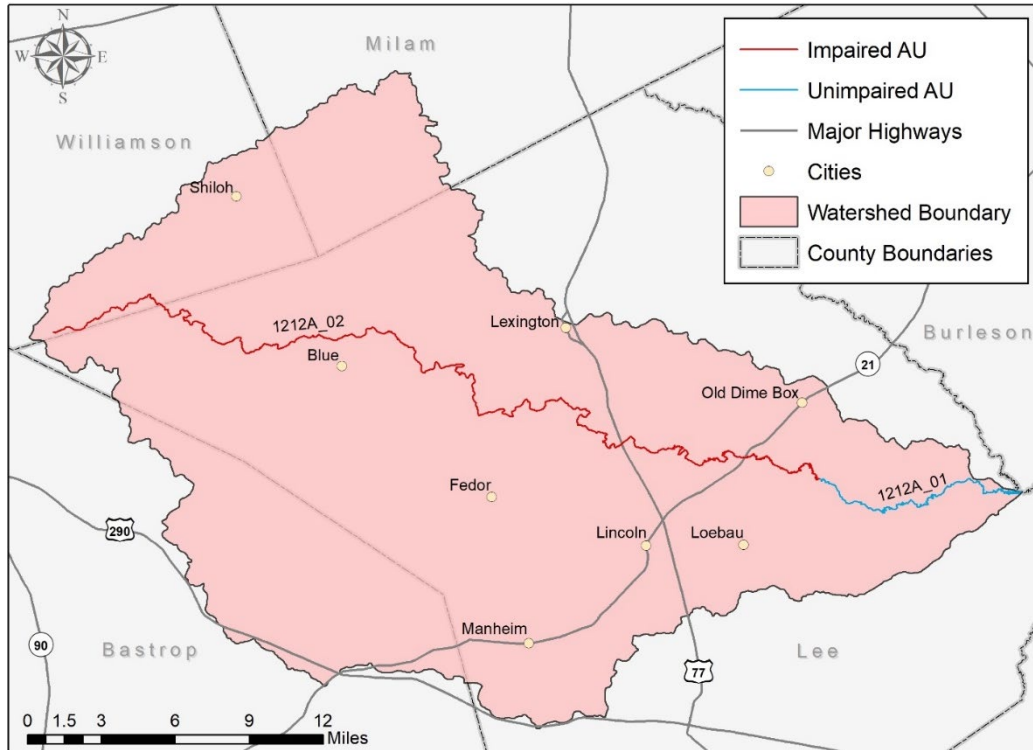 N
W
E
S
Milam
Williamson
Shiloh
1212A_02
Blue
Lexington
Burleson
21
Old Dime Box
1212A_01
Fedor
Lincoln
Loebau
290
Manheim
Bastrop
90
77
Lee
0 1.5 3 6 9 12
Miles
Impaired AU
Unimpaired AU
Major Highways
Cities
Watershed Boundary
County Boundaries